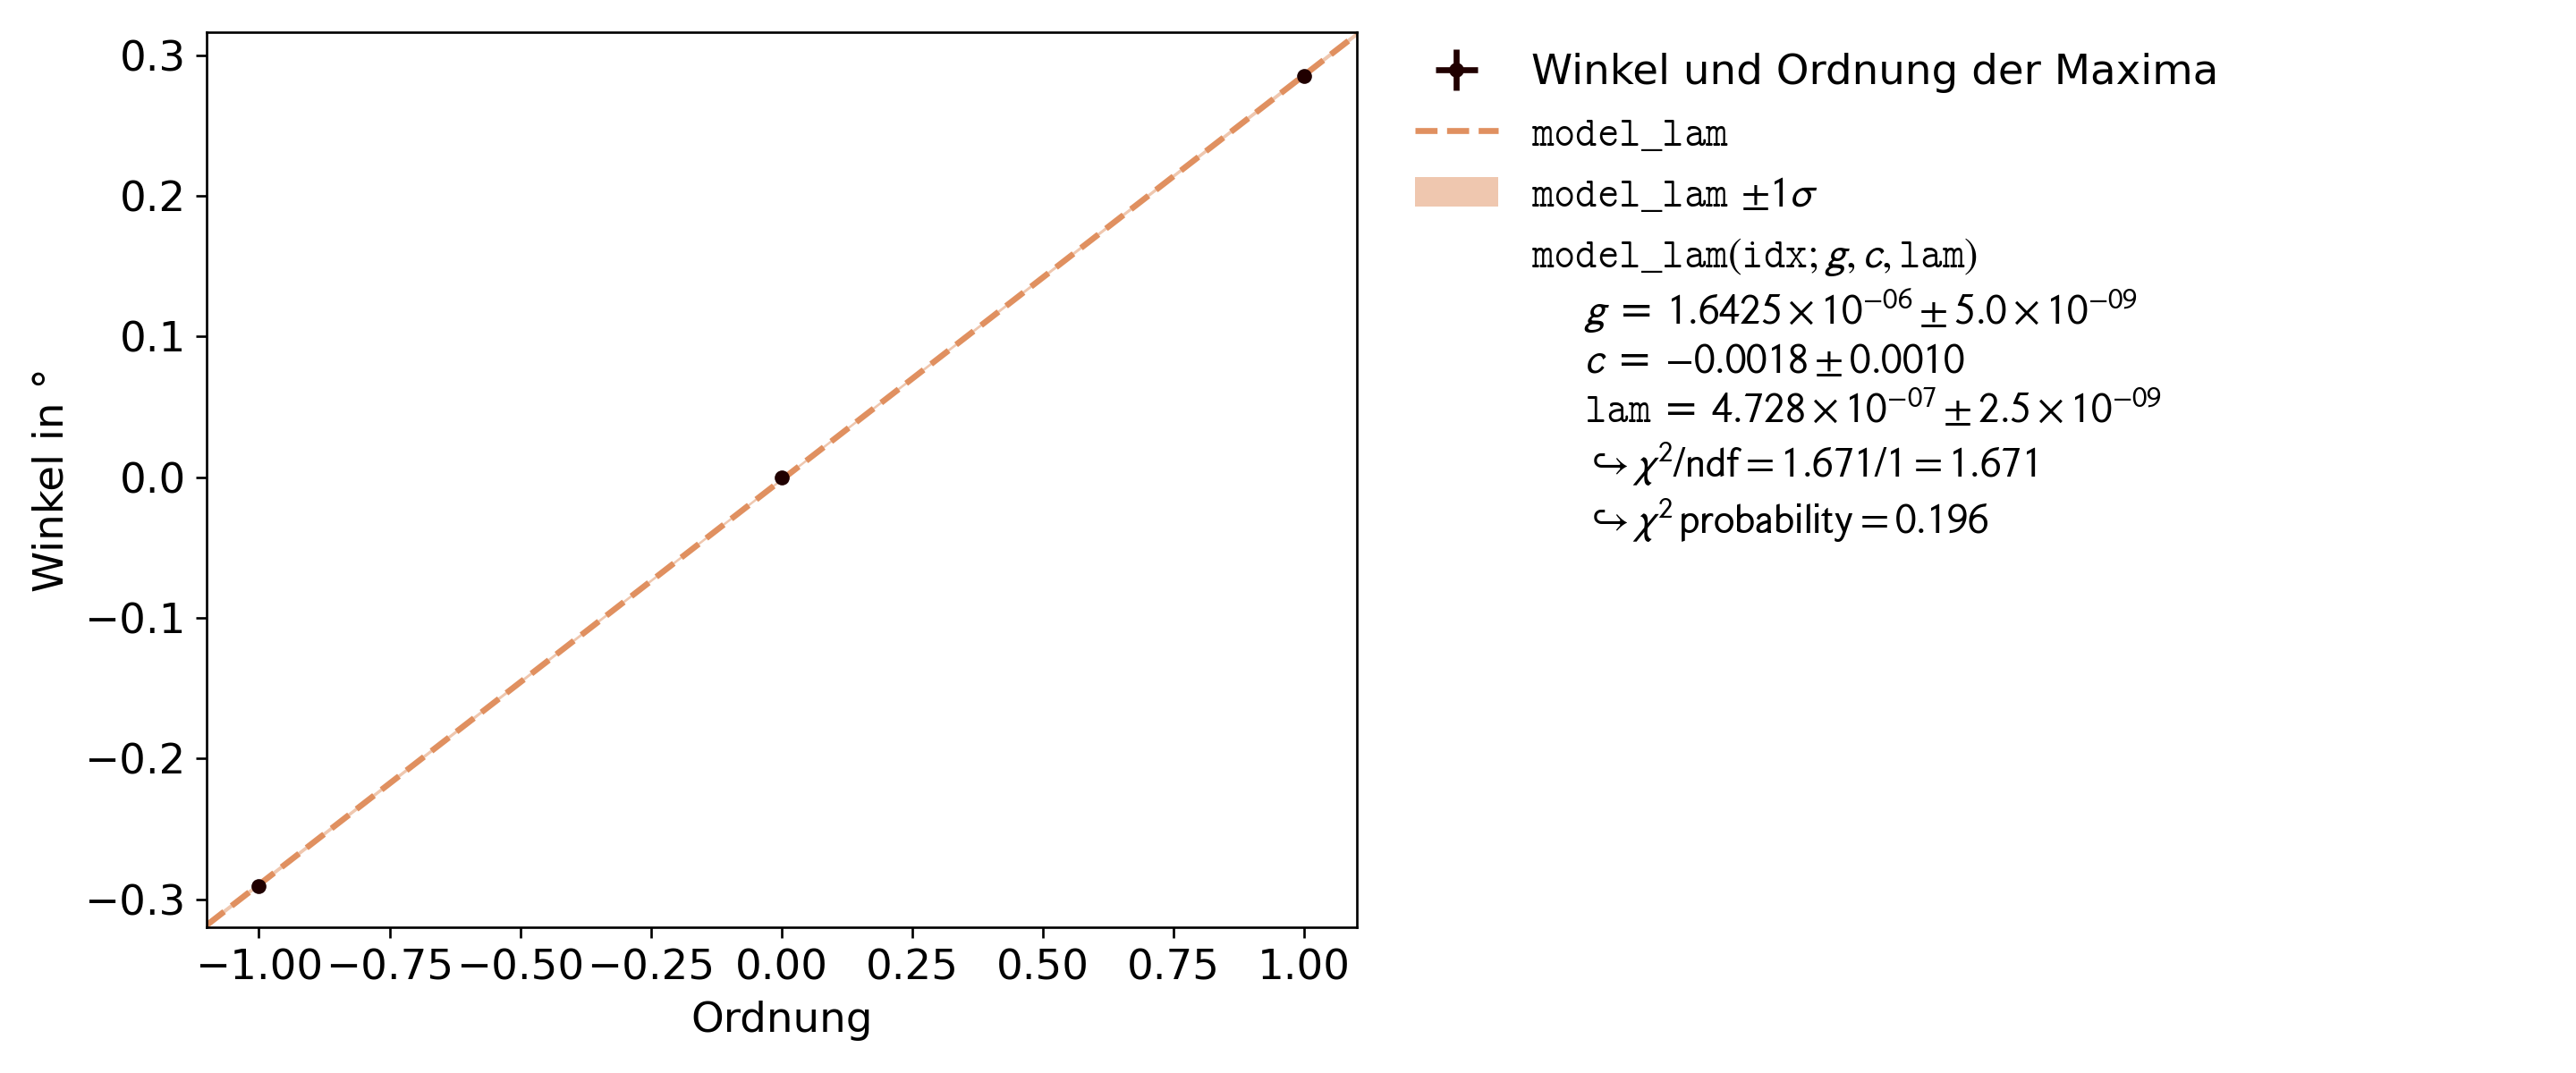 0.3
0.2
0.1
0.0
−0.1
−0.2
−0.3
Winkel in °
−1.00 −0.75 −0.50 −0.25 0.00 0.25 0.50 0.75 1.00
Ordnung
Winkel und Ordnung der Maxima
model_lam
model_lam ±1σ
model_lam(idx; g, c, lam)
g = 1.6425 × 10⁻⁰⁶ ± 5.0 × 10⁻⁰⁹
c = −0.0018 ± 0.0010
lam = 4.728 × 10⁻⁰⁷ ± 2.5 × 10⁻⁰⁹
↪ χ²/ndf = 1.671/1 = 1.671
↪ χ² probability = 0.196